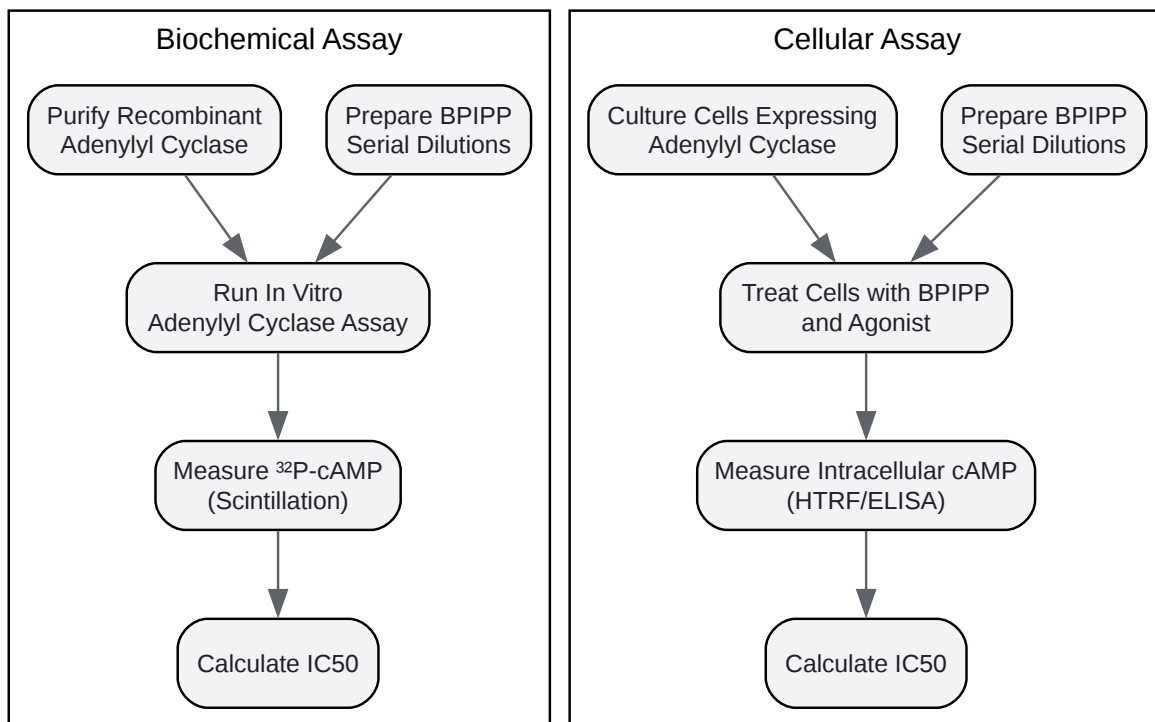 Biochemical Assay
Purify Recombinant
Adenylyl Cyclase
Prepare BPIPP
Serial Dilutions
Run In Vitro
Adenylyl Cyclase Assay
Measure ³²P-cAMP
(Scintillation)
Calculate IC50
Cellular Assay
Culture Cells Expressing
Adenylyl Cyclase
Prepare BPIPP
Serial Dilutions
Treat Cells with BPIPP
and Agonist
Measure Intracellular cAMP
(HTRF/ELISA)
Calculate IC50